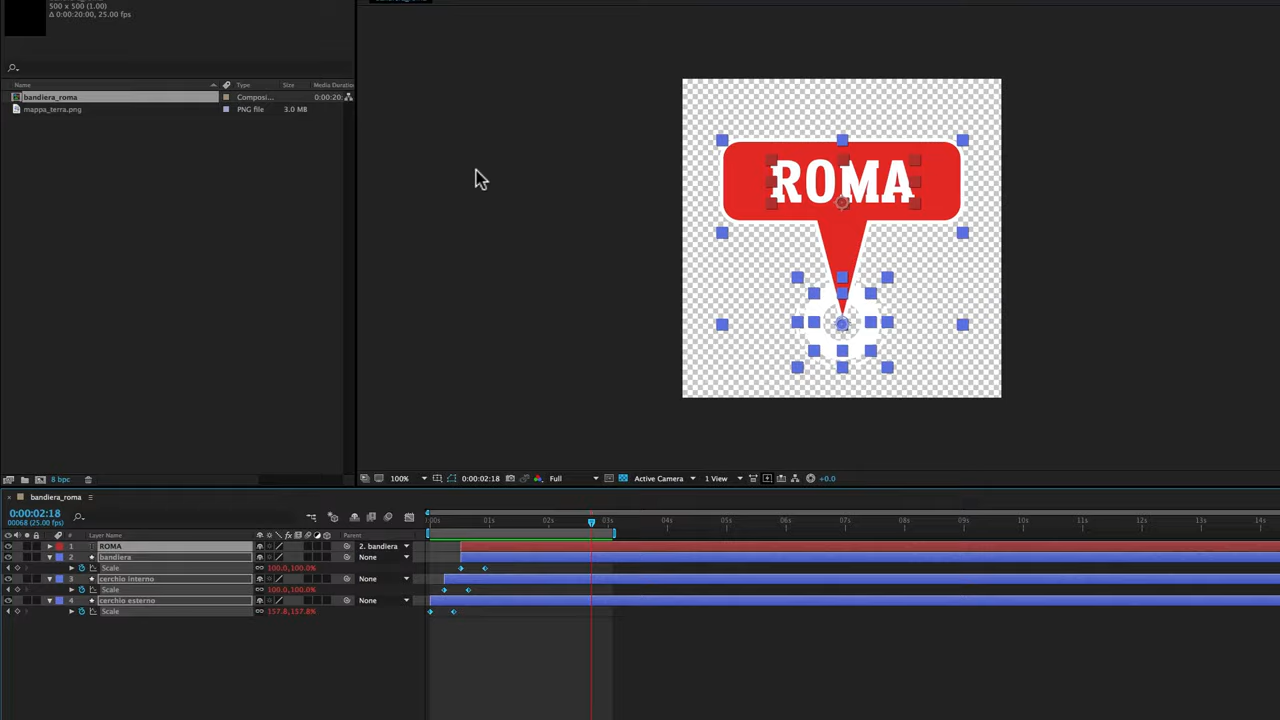 500 x 500 (1.00)
Δ 0:00:20:00, 25.00 fps
Name Type Size Media Duration
bandiera_roma Composi... 0:00:20:
mappa_terra.png PNG file 3.0 MB
ROMA
8 bpc
100% 0:00:02:18 Full Active Camera 1 View +0.0
bandiera_roma
0:00:02:18
00068 (25.00 fps)
:00s 01s 02s 03s 04s 05s 06s 07s 08s 09s 10s 11s 12s 13s 14s
# Layer Name Parent
1 ROMA 2. bandiera
2 bandiera None
Scale 100.0,100.0%
3 cerchio interno None
Scale 100.0,100.0%
4 cerchio esterno None
Scale 157.8,157.8%